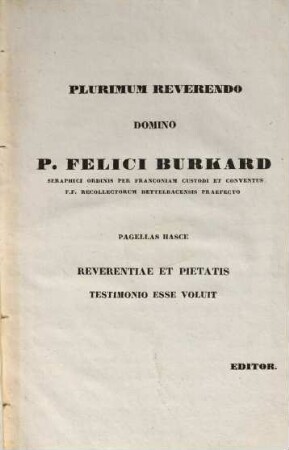 PLURIMUM REVERENDO
DOMINO
P. FELICI BURKARD
SERAPHICI ORDINIS PER FRANCONIAM CUSTODI ET CONVENTUS
F.F. RECOLLECTORUM DETTELBACENSIS PRAEFECTO
PAGELLAS HASCE
REVERENTIAE ET PIETATIS
TESTIMONIO ESSE VOLUIT
EDITOR.